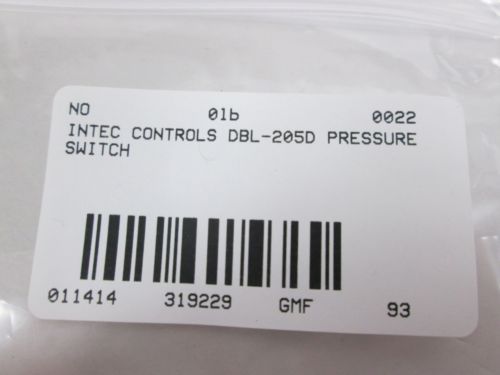 NO 01b 0022
INTEC CONTROLS DBL-205D PRESSURE
SWITCH
011414 319229 GMF 93